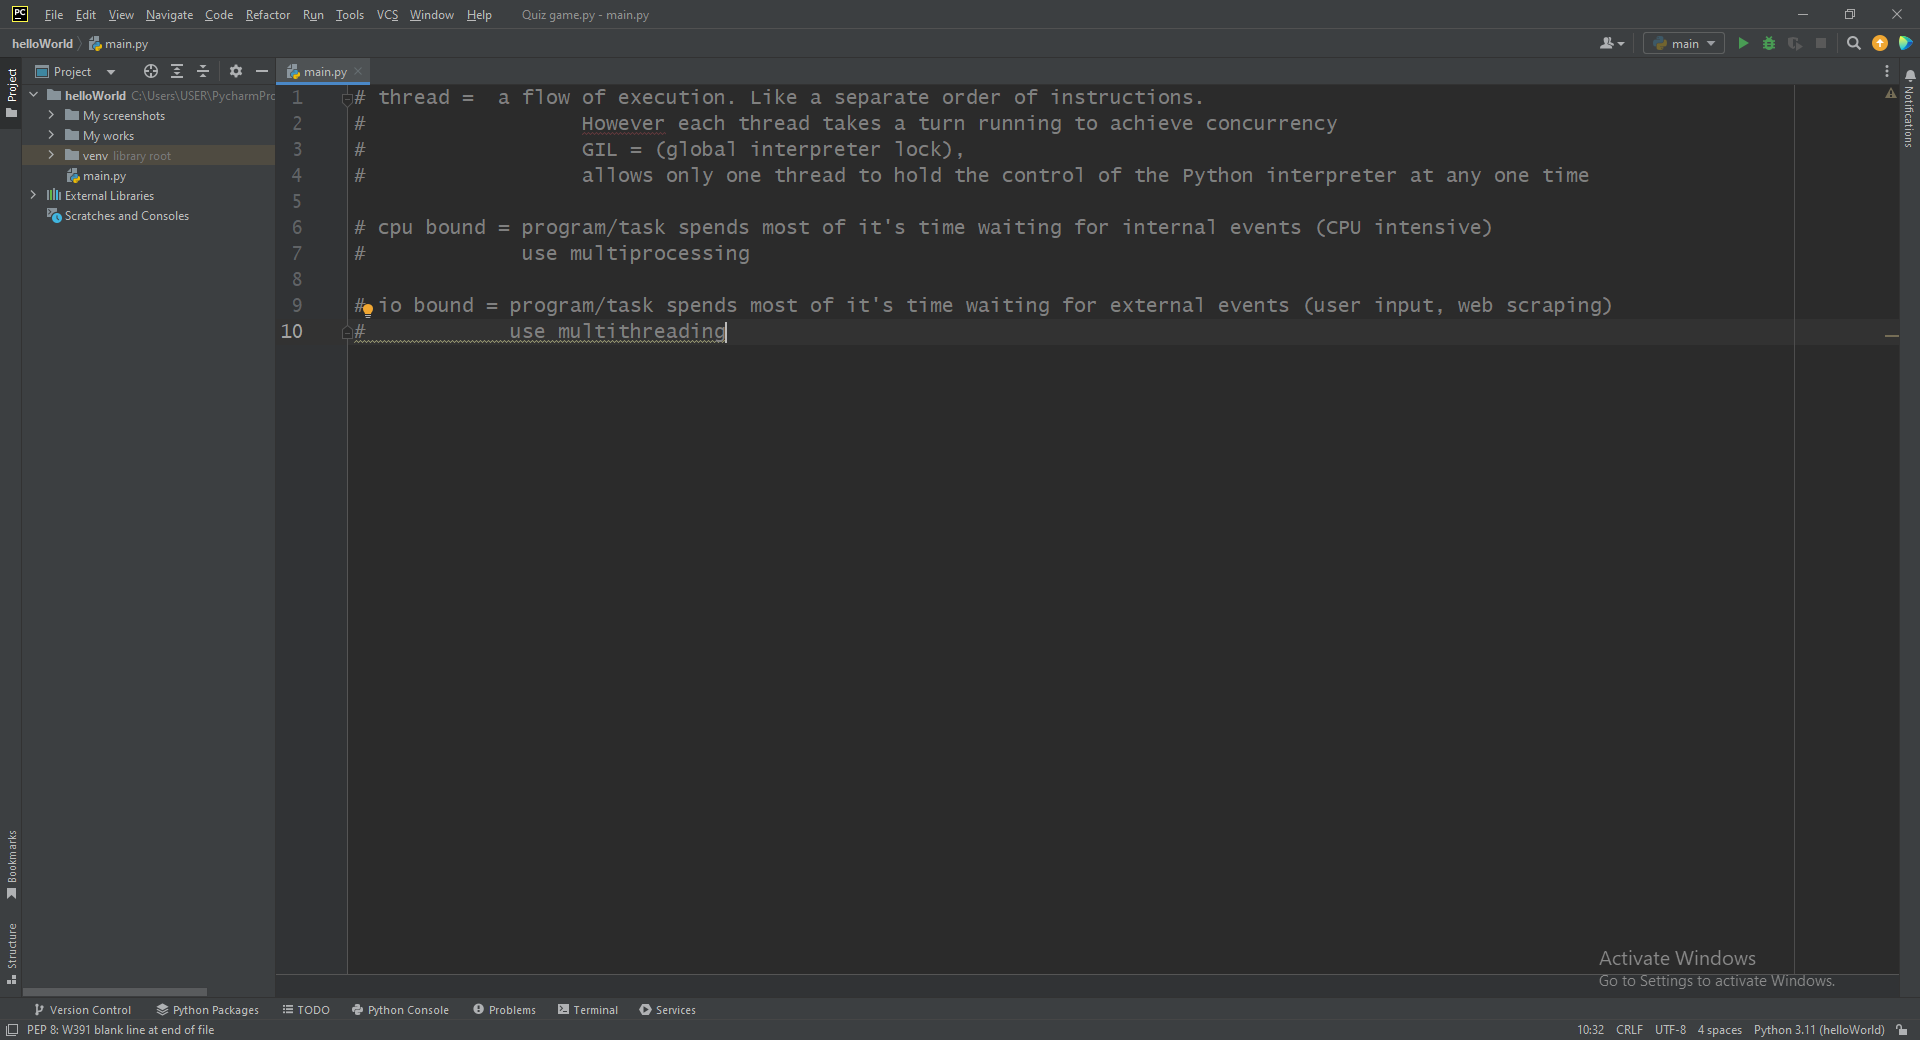 PC File Edit View Navigate Code Refactor Run Tools VCS Window Help Quiz game.py - main.py
helloWorld main.py main
Project main.py
Project
helloWorld C:\Users\USER\PycharmPrc
My screenshots
My works
venv library root
main.py
External Libraries
Scratches and Consoles
1 # thread =  a flow of execution. Like a separate order of instructions.
2 #                  However each thread takes a turn running to achieve concurrency
3 #                  GIL = (global interpreter lock),
4 #                  allows only one thread to hold the control of the Python interpreter at any one time
5
6 # cpu bound = program/task spends most of it's time waiting for internal events (CPU intensive)
7 #             use multiprocessing
8
9 # io bound = program/task spends most of it's time waiting for external events (user input, web scraping)
10 #            use multithreading
Notifications
Bookmarks
Structure
Activate Windows
Go to Settings to activate Windows.
Version Control Python Packages TODO Python Console Problems Terminal Services
PEP 8: W391 blank line at end of file 10:32 CRLF UTF-8 4 spaces Python 3.11 (helloWorld)